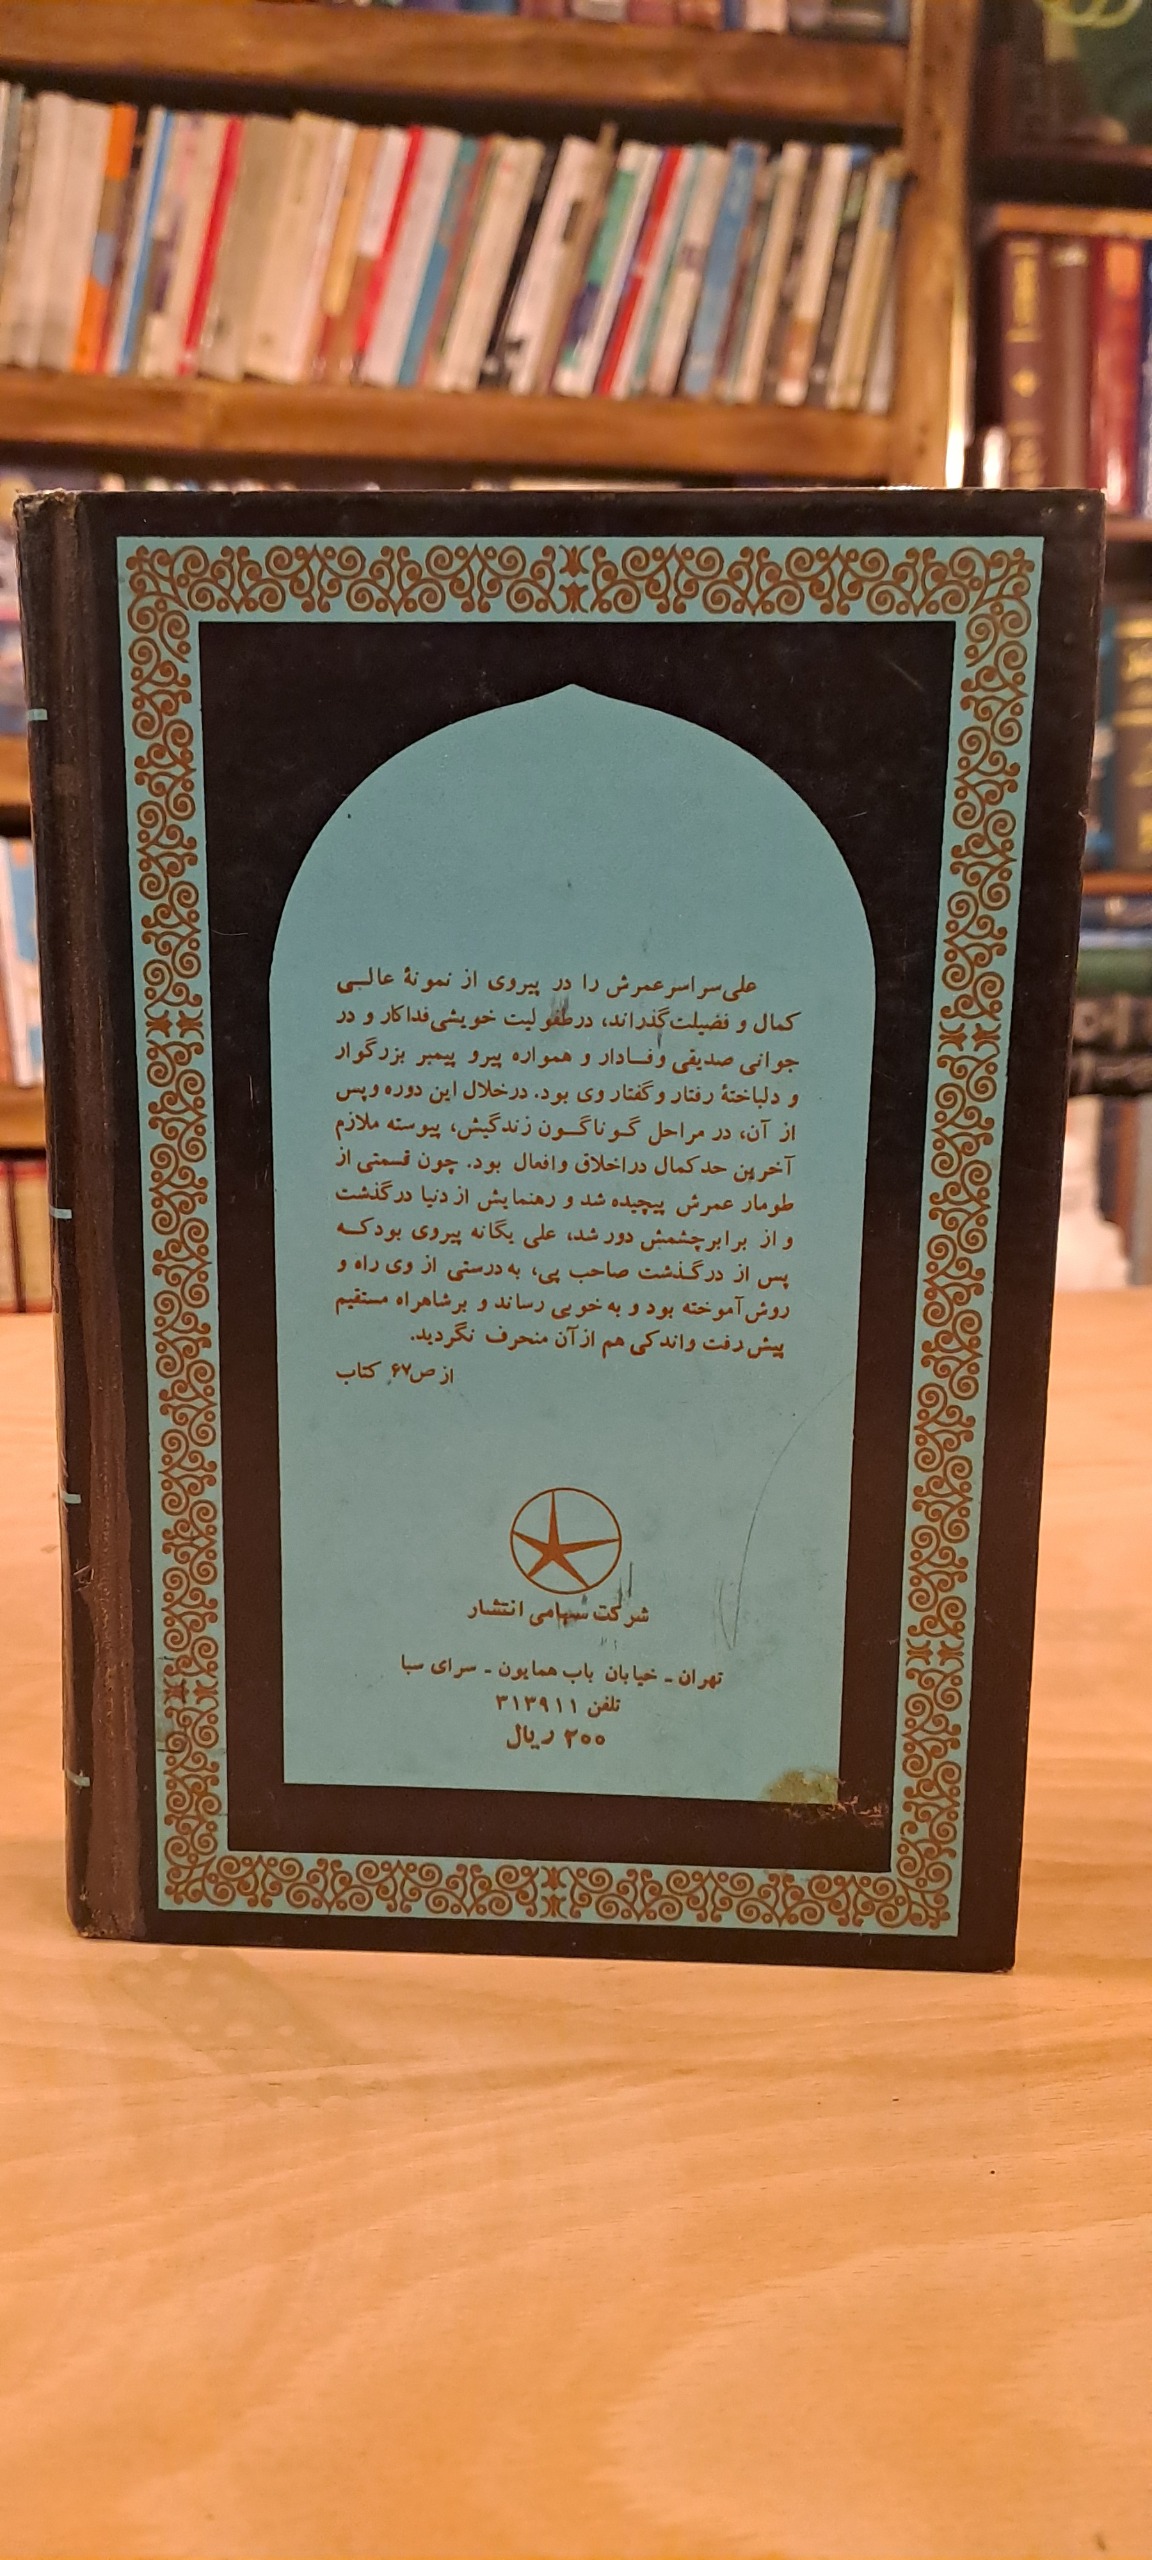 علی سراسر عمرش را در پیروی از نمونهٔ عالی
کمال و فضیلت گذراند، در طفولیت خویشی فداکار و در
جوانی صدیقی وفادار و همواره پیرو پیمبر بزرگوار
و دلباختهٔ رفتار و گفتار وی بود. در خلال این دوره و پس
از آن، در مراحل گوناگون زندگیش، پیوسته ملازم
آخرین حد کمال در اخلاق و افعال بود. چون قسمتی از
طومار عمرش پیچیده شد و رهنمایش از دنیا درگذشت
و از برابر چشمش دور شد، علی یگانه پیروی بود که
پس از درگذشت صاحب پی، به درستی از وی راه و
روش آموخته بود و به خوبی رساند و بر شاهراه مستقیم
پیش رفت و اندکی هم از آن منحرف نگردید.
از ص ۶۷ کتاب
شرکت سهامی انتشار
تهران - خیابان باب همایون - سرای سبا
تلفن ۳۱۳۹۱۱
۲۰۰ ریال